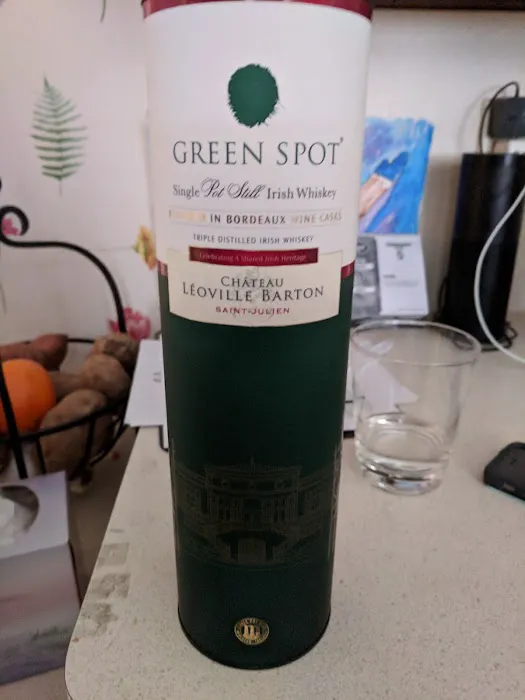 GREEN SPOT
Single Pot Still Irish Whiskey
IN BORDEAUX WINE CASKS
TRIPLE DISTILLED IRISH WHISKEY
Celebrating A Shared Irish Heritage
CHÂTEAU
LÉOVILLE BARTON
SAINT-JULIEN